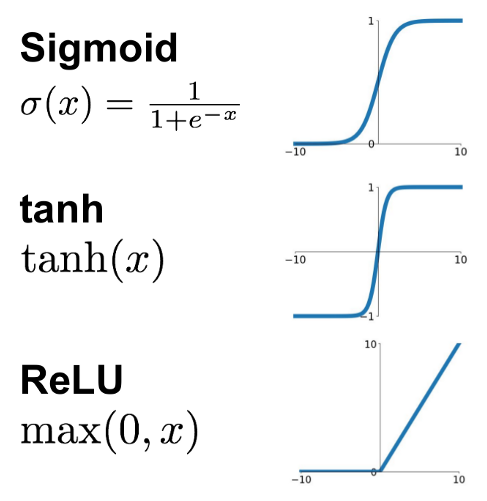 Sigmoid
σ(x) = 1/(1+e^{-x})
1
0
−10
10
tanh
tanh(x)
1
−10
10
−1
ReLU
max(0, x)
10
0
−10
10